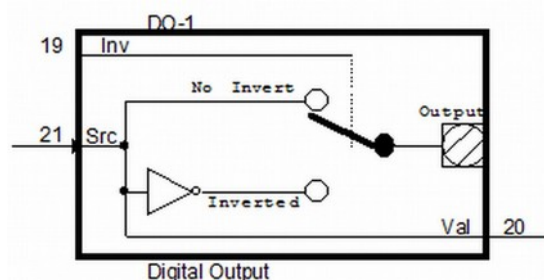 DO-1
19 Inv
No Invert
Output
21 Src
Inverted
Val 20
Digital Output